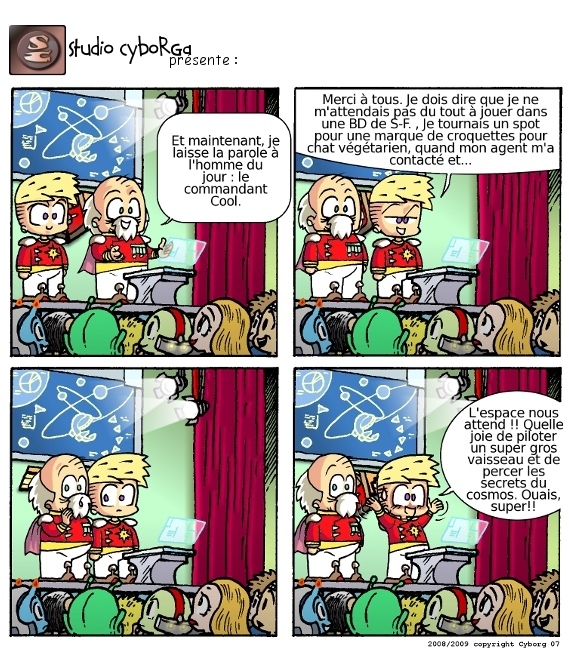 studio cyboRga
présente :
Et maintenant, je
laisse la parole à
l'homme du
jour : le
commandant
Cool.
Merci à tous. Je dois dire que je ne
m'attendais pas du tout à jouer dans
une BD de S-F. , Je tournais un spot
pour une marque de croquettes pour
chat végétarien, quand mon agent m'a
contacté et...
L'espace nous
attend !! Quelle
joie de piloter
un super gros
vaisseau et de
percer les
secrets du
cosmos. Ouais,
super!!
2008/2009 copyright Cyborg 07